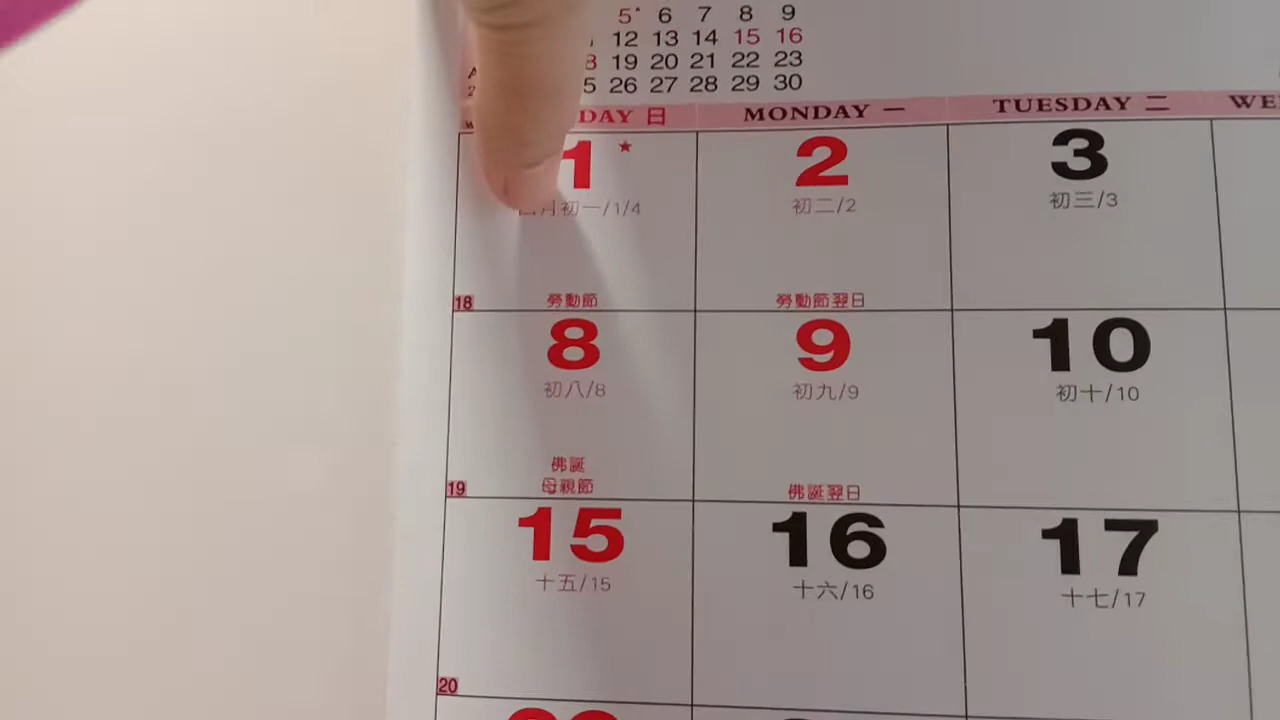 5* 6 7 8 9
12 13 14 15 16
19 20 21 22 23
5 26 27 28 29 30
DAY 日 MONDAY 一 TUESDAY 二 WE
1 ★ 2 3
月初一/1/4 初二/2 初三/3
18 勞動節 勞動節翌日
8 9 10
初八/8 初九/9 初十/10
佛誕
19 母親節 佛誕翌日
15 16 17
十五/15 十六/16 十七/17
20